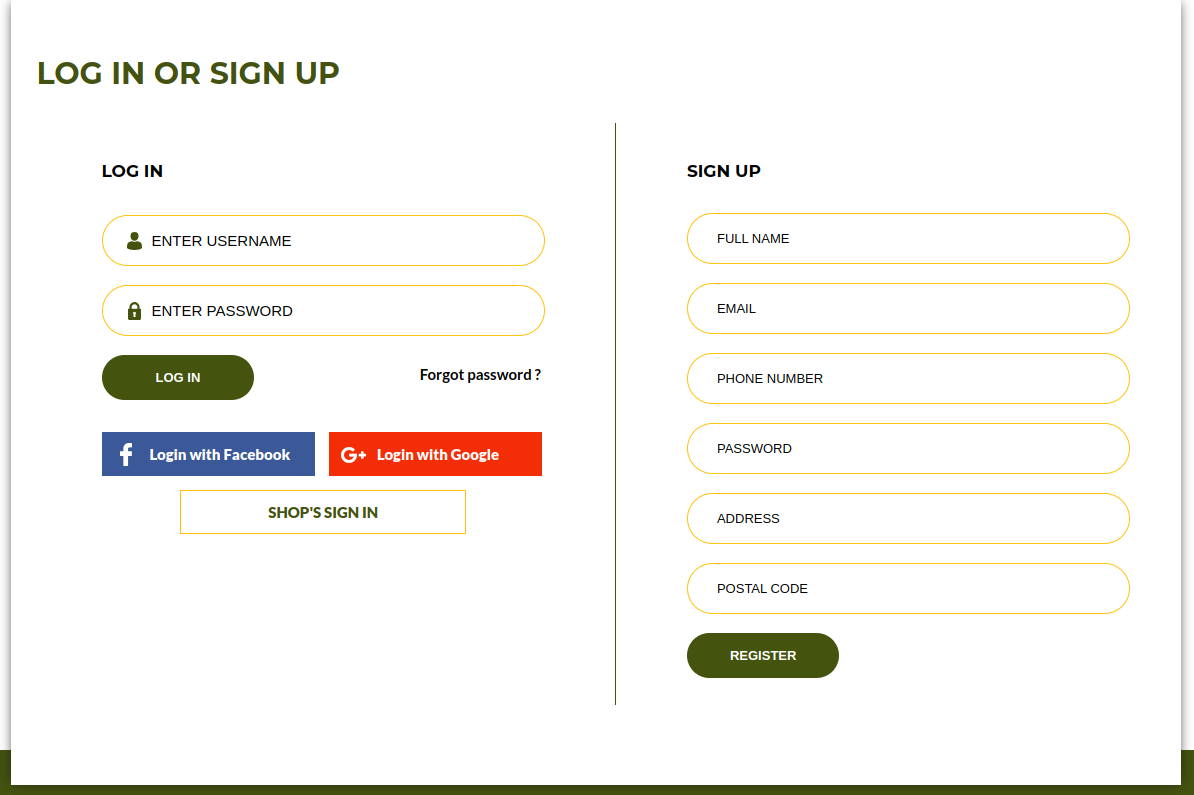 LOG IN OR SIGN UP
LOG IN
ENTER USERNAME
ENTER PASSWORD
LOG IN
Forgot password ?
Login with Facebook
G+ Login with Google
SHOP'S SIGN IN
SIGN UP
FULL NAME
EMAIL
PHONE NUMBER
PASSWORD
ADDRESS
POSTAL CODE
REGISTER